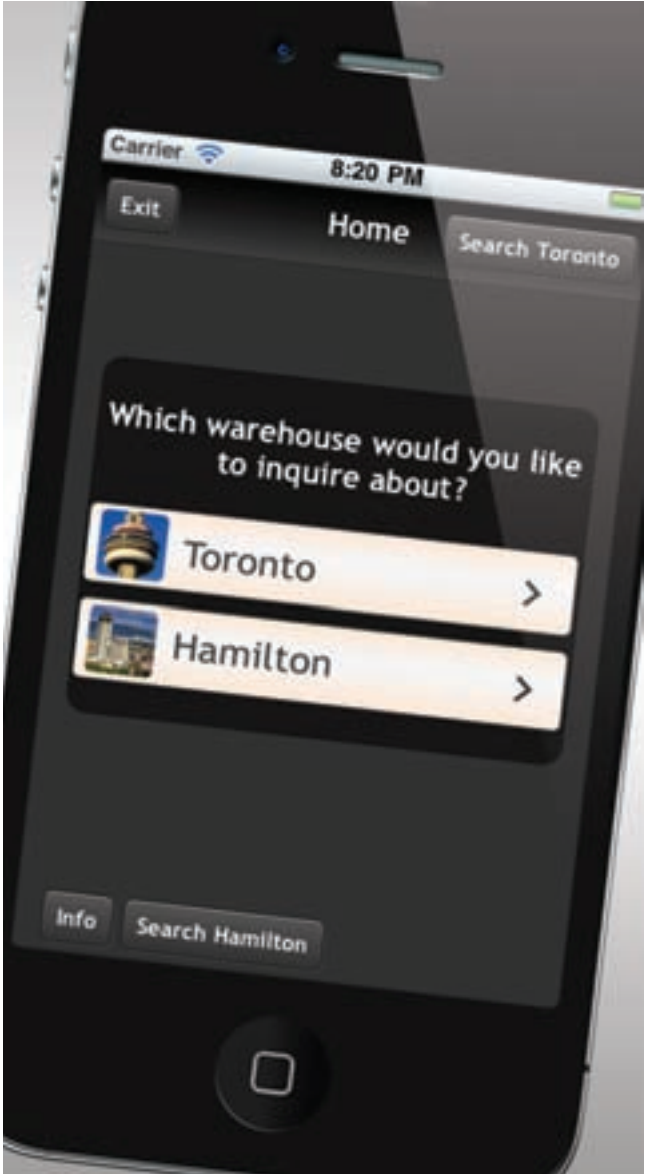 Carrier
8:20 PM
Exit
Home
Search Toronto
Which warehouse would you like
to inquire about?
Toronto
Hamilton
Info
Search Hamilton